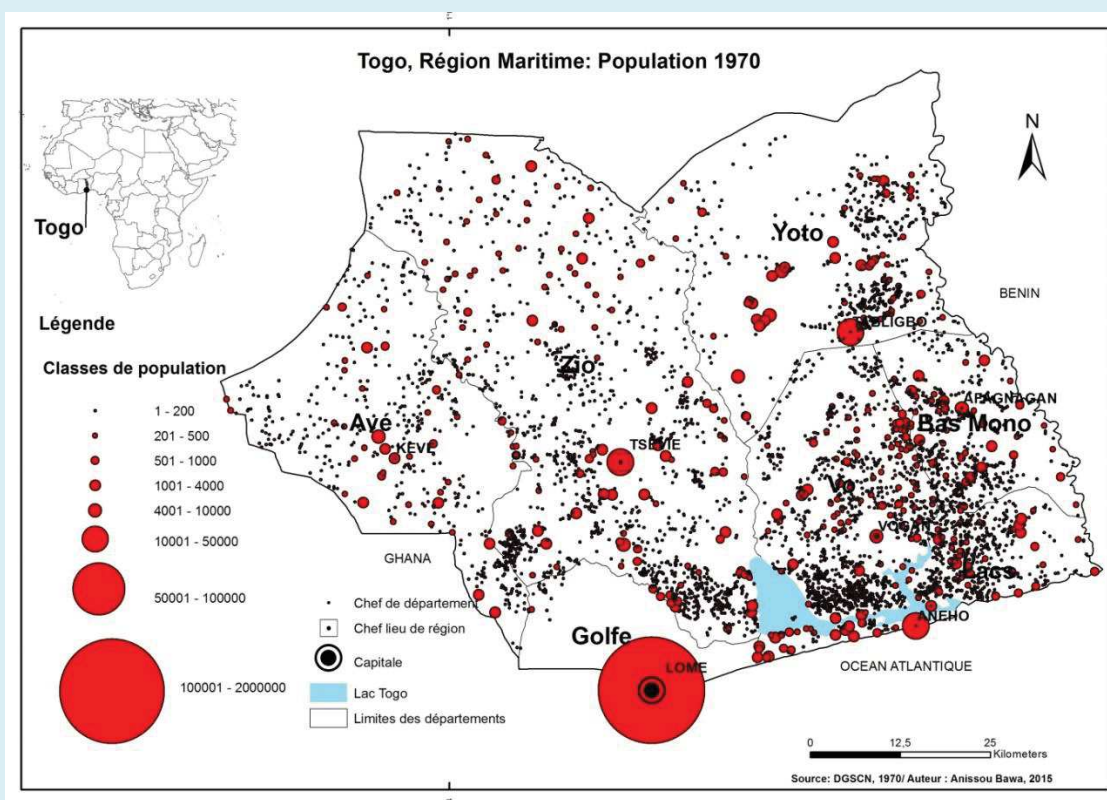 Togo, Région Maritime: Population 1970
N
Togo
Yoto
BENIN
Légende
Classes de population
1 - 200
201 - 500
501 - 1000
1001 - 4000
4001 - 10000
10001 - 50000
50001 - 100000
100001 - 2000000
Zio
AFAGNAGAN
Bas Mono
Avé
KEVE
TSEVIE
Vo
VOGAN
GHANA
Chef de département
Chef lieu de région
Capitale
Lac Togo
Limites des départements
ANEHO
Golfe
LOME
OCEAN ATLANTIQUE
0 12,5 25
Kilometers
Source: DGSCN, 1970/ Auteur : Anissou Bawa, 2015